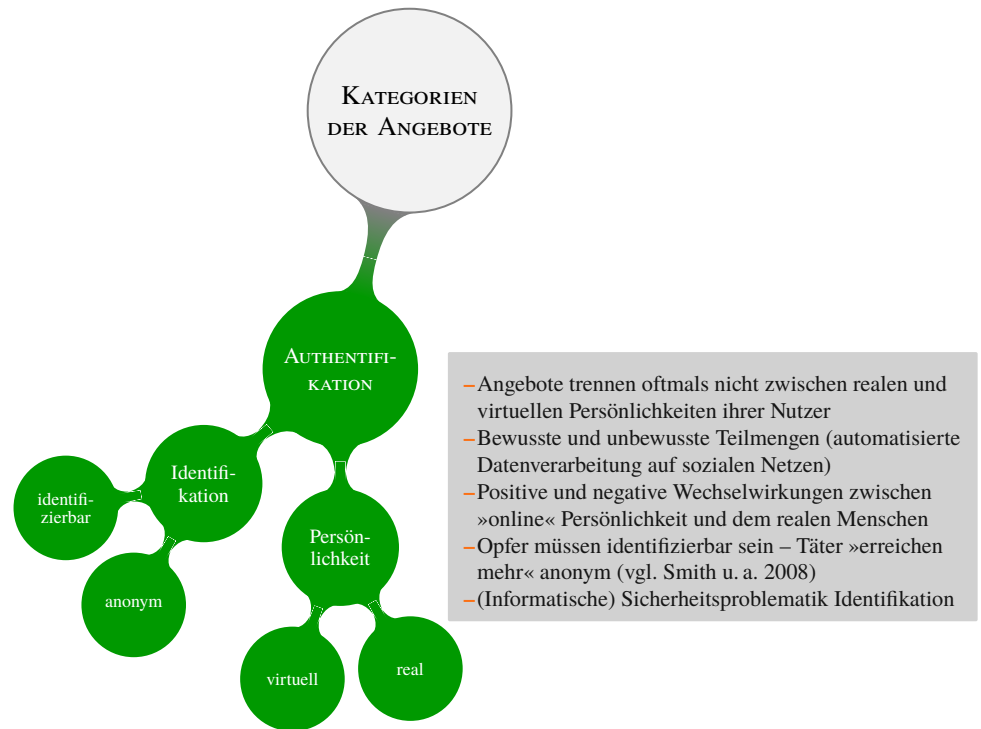 KATEGORIEN
DER ANGEBOTE
AUTHENTIFI-
KATION
Identifi-
kation
identifi-
zierbar
anonym
Persön-
lichkeit
virtuell
real
–Angebote trennen oftmals nicht zwischen realen und
virtuellen Persönlichkeiten ihrer Nutzer
–Bewusste und unbewusste Teilmengen (automatisierte
Datenverarbeitung auf sozialen Netzen)
–Positive und negative Wechselwirkungen zwischen
»online« Persönlichkeit und dem realen Menschen
–Opfer müssen identifizierbar sein – Täter »erreichen
mehr« anonym (vgl. Smith u. a. 2008)
–(Informatische) Sicherheitsproblematik Identifikation